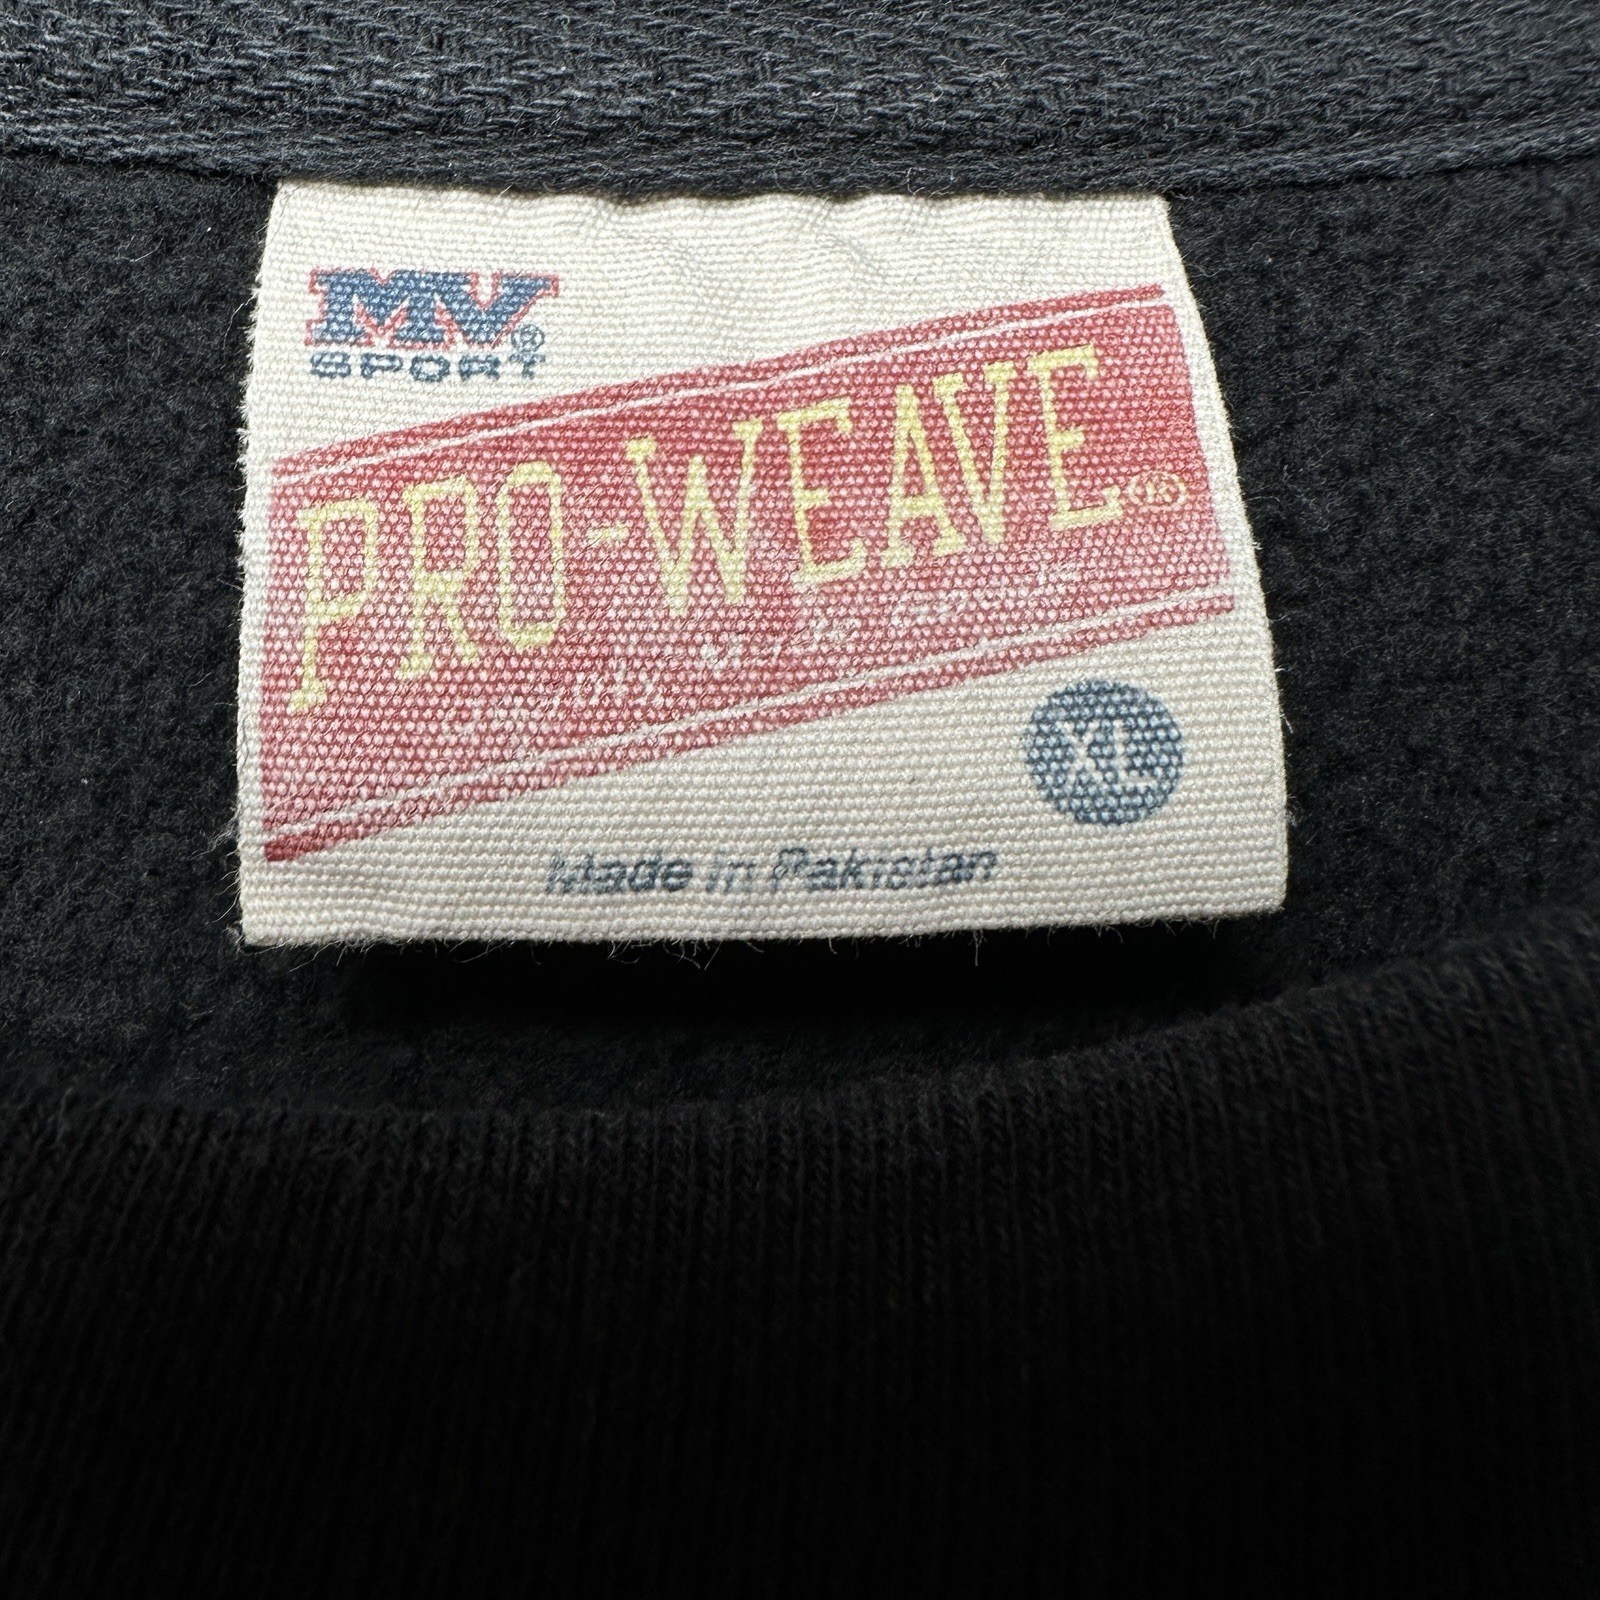 MV®
SPORT
PRO-WEAVE®
XL
Made in Pakistan